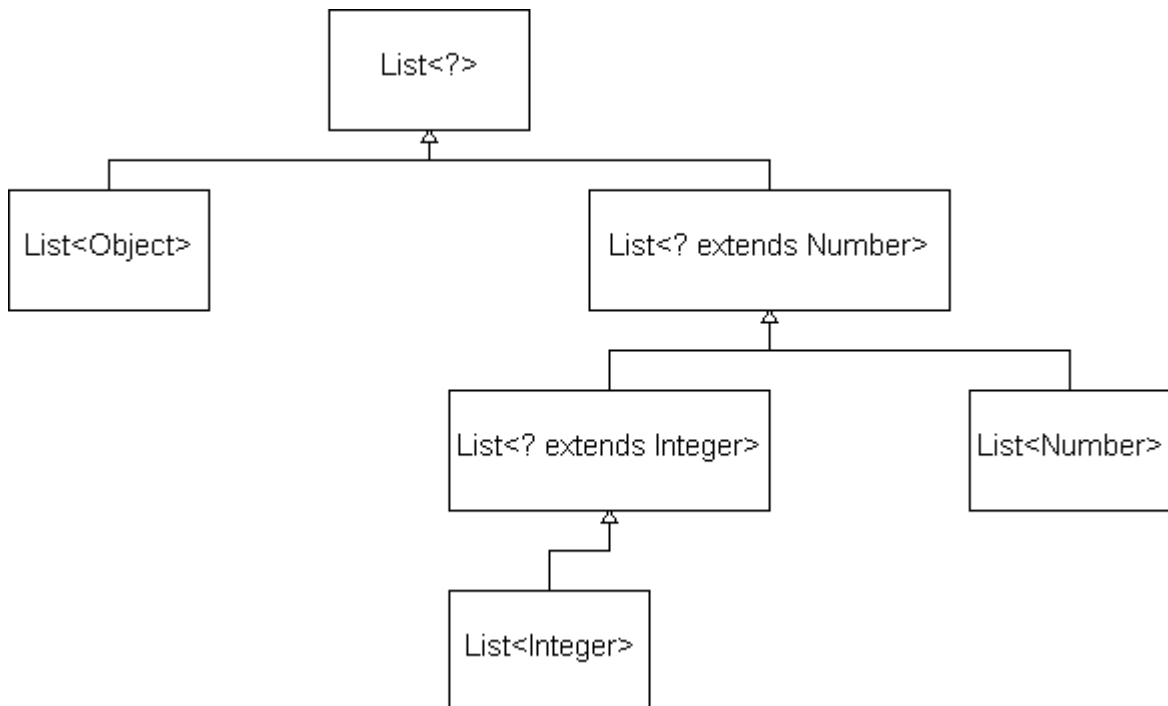 List<?>
List<Object>
List<? extends Number>
List<? extends Integer>
List<Number>
List<Integer>